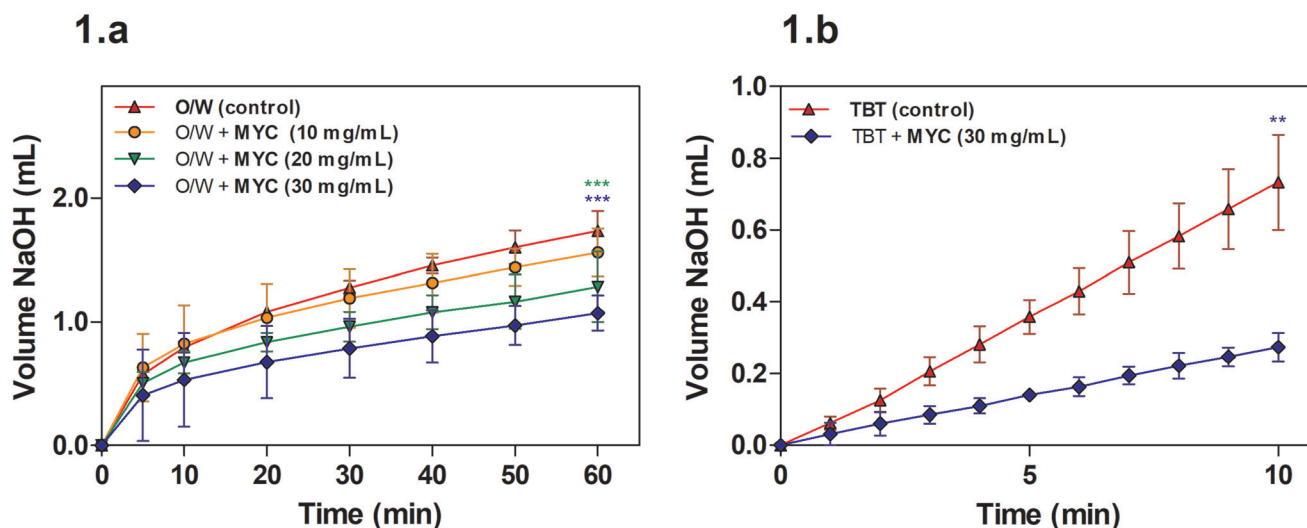 1.a
O/W (control)
O/W + MYC (10 mg/mL)
O/W + MYC (20 mg/mL)
O/W + MYC (30 mg/mL)
***
***
Volume NaOH (mL)
2.0
1.0
0.0
0 10 20 30 40 50 60
Time (min)
1.b
TBT (control)
TBT + MYC (30 mg/mL)
**
Volume NaOH (mL)
1.0
0.8
0.6
0.4
0.2
0.0
0 5 10
Time (min)